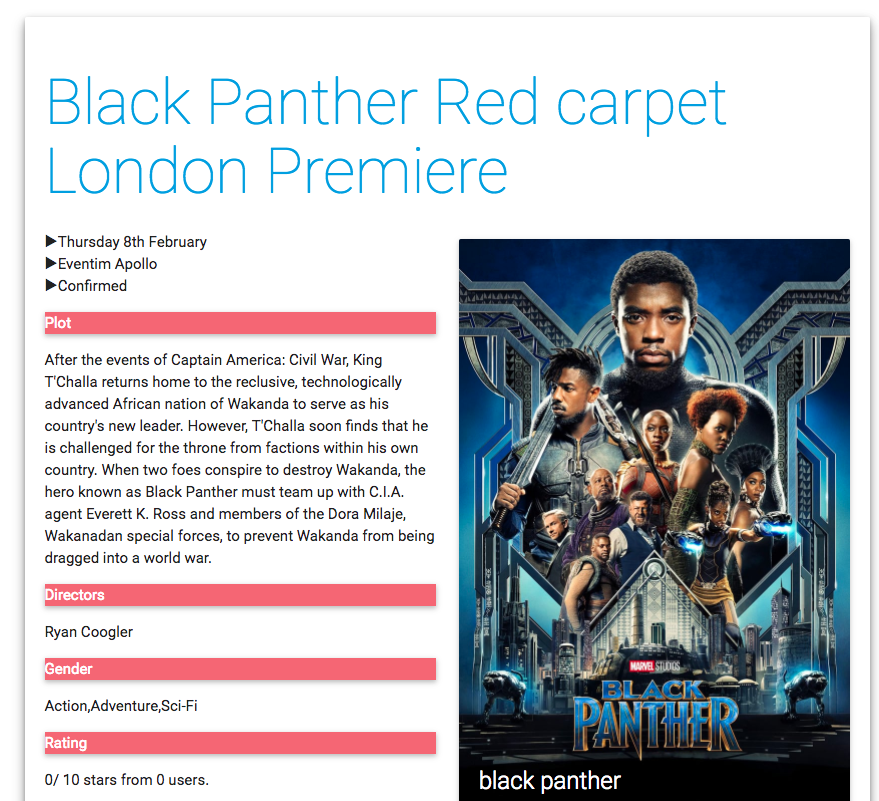 Black Panther Red carpet
London Premiere
▶Thursday 8th February
▶Eventim Apollo
▶Confirmed
Plot
After the events of Captain America: Civil War, King
T'Challa returns home to the reclusive, technologically
advanced African nation of Wakanda to serve as his
country's new leader. However, T'Challa soon finds that he
is challenged for the throne from factions within his own
country. When two foes conspire to destroy Wakanda, the
hero known as Black Panther must team up with C.I.A.
agent Everett K. Ross and members of the Dora Milaje,
Wakanadan special forces, to prevent Wakanda from being
dragged into a world war.
Directors
Ryan Coogler
Gender
Action,Adventure,Sci-Fi
Rating
0/ 10 stars from 0 users.
MARVEL STUDIOS
BLACK
PANTHER
black panther